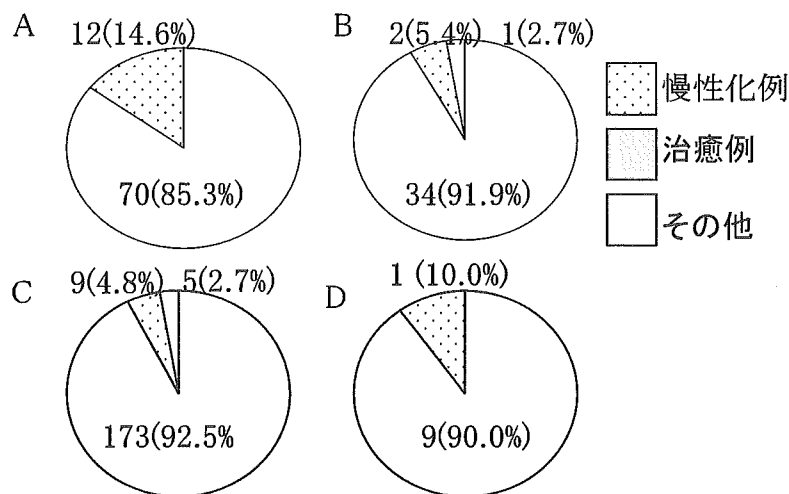 A
12(14.6%)
70(85.3%)
B
2(5.4%)
1(2.7%)
34(91.9%)
慢性化例
治癒例
その他
C
9(4.8%)
5(2.7%)
173(92.5%
D
1 (10.0%)
9(90.0%)